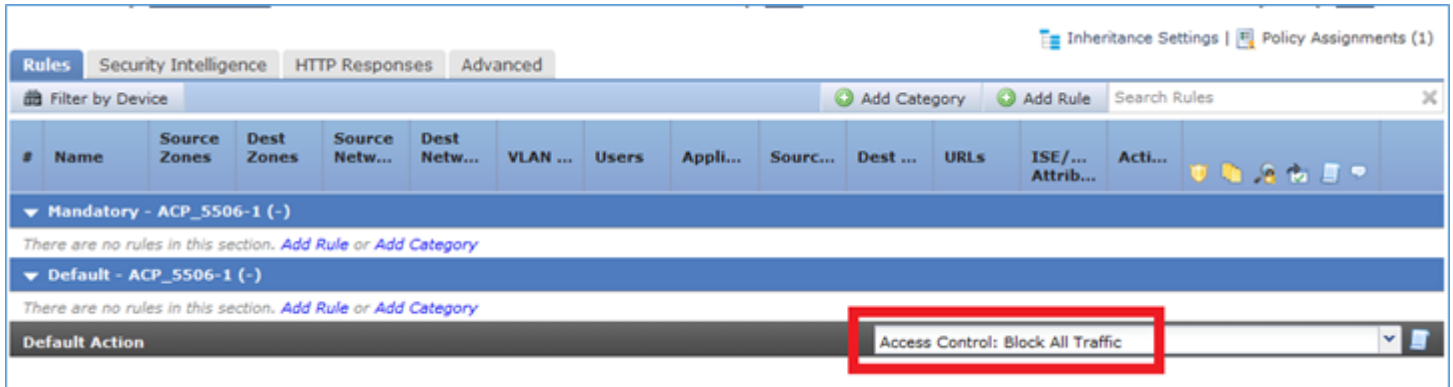 Inheritance Settings | Policy Assignments (1)
Rules Security Intelligence HTTP Responses Advanced
Filter by Device Add Category Add Rule Search Rules
# Name Source Zones Dest Zones Source Netw... Dest Netw... VLAN ... Users Appli... Sourc... Dest ... URLs ISE/... Attrib... Acti...
Mandatory - ACP_5506-1 (-)
There are no rules in this section. Add Rule or Add Category
Default - ACP_5506-1 (-)
There are no rules in this section. Add Rule or Add Category
Default Action Access Control: Block All Traffic